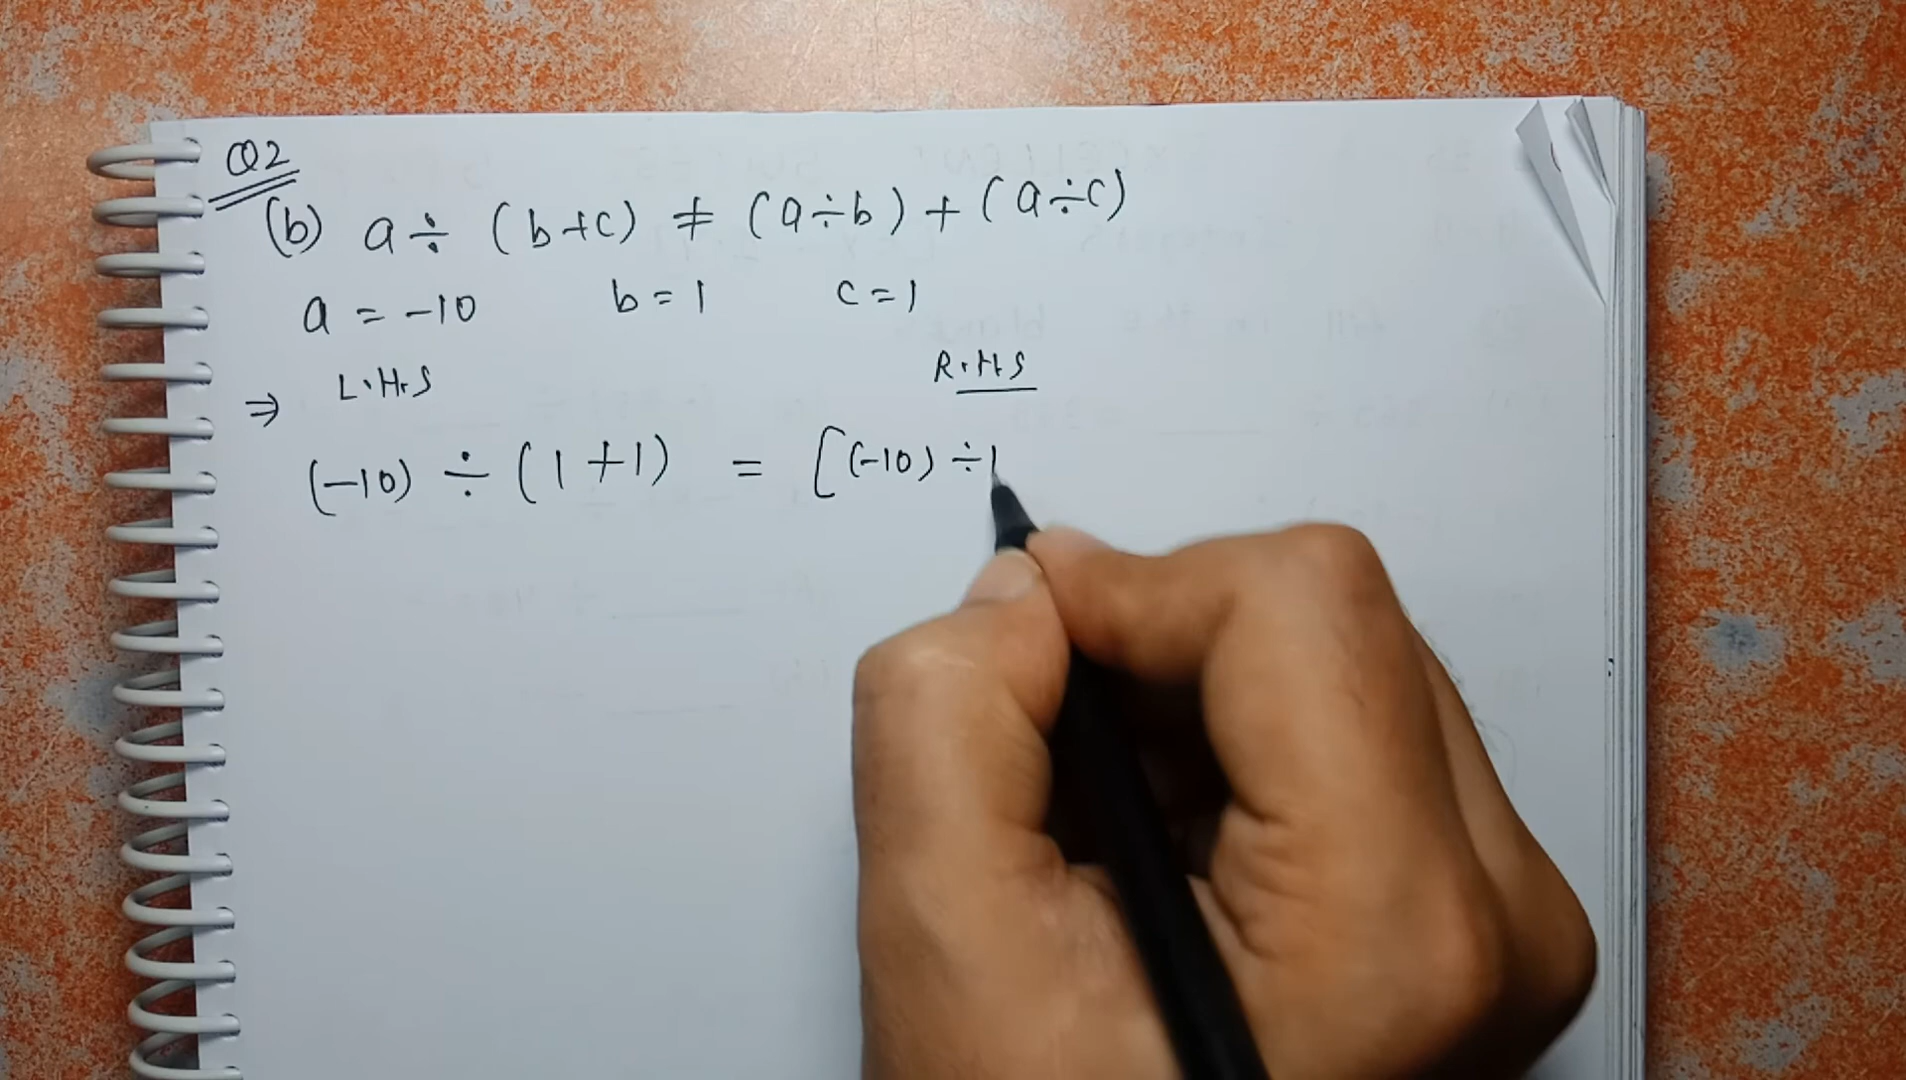 Q2
(b) a ÷ (b+c) ≠ (a÷b) + (a÷c)
a = -10 b = 1 c = 1
L.H.S R.H.S
⇒
(-10) ÷ (1+1) = [(-10) ÷1